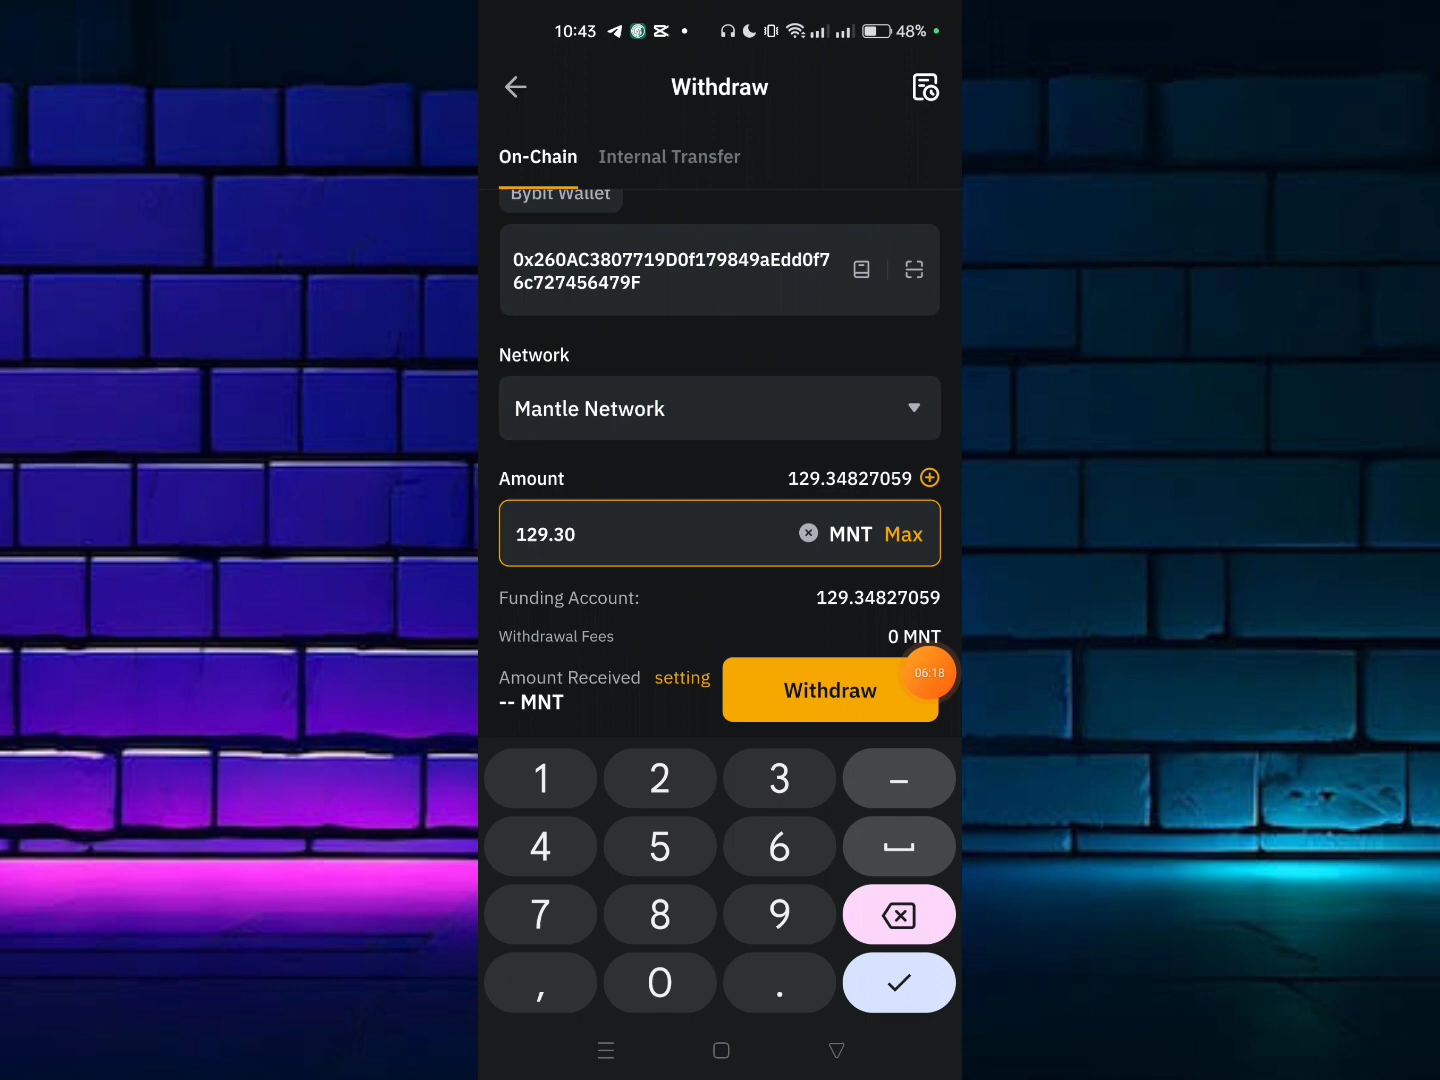 10:43
48%
Withdraw
On-Chain Internal Transfer
Bybit Wallet
0x260AC3807719D0f179849aEdd0f7
6c727456479F
Network
Mantle Network
Amount 129.34827059
129.30 MNT Max
Funding Account: 129.34827059
Withdrawal Fees 0 MNT
Amount Received setting
-- MNT
Withdraw
06:18
1 2 3 –
4 5 6
7 8 9
, 0 .